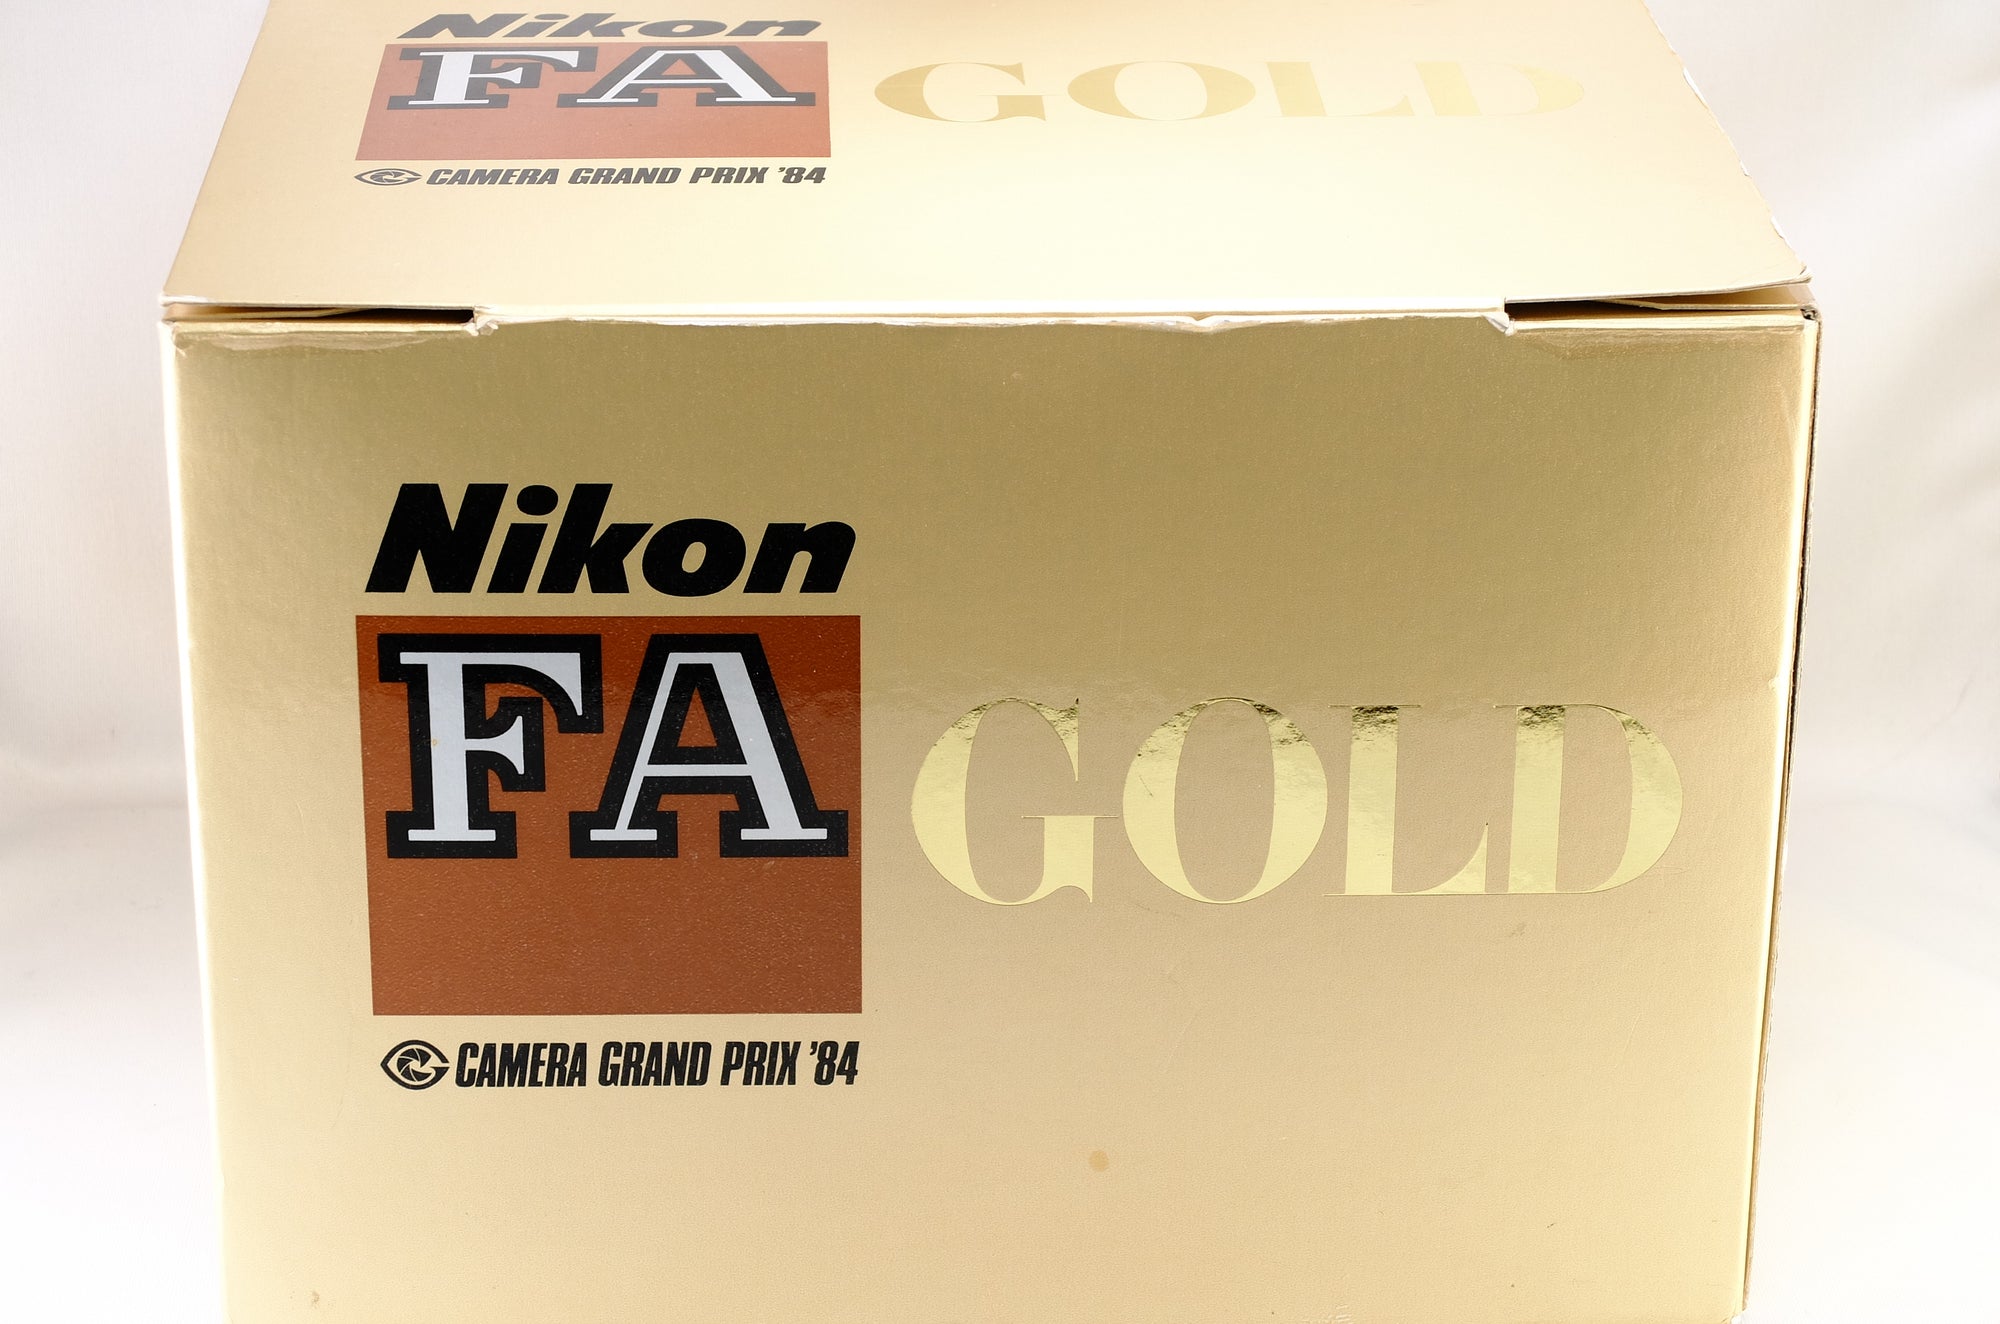 Nikon
FA GOLD
CAMERA GRAND PRIX '84
Nikon
FA GOLD
CAMERA GRAND PRIX '84